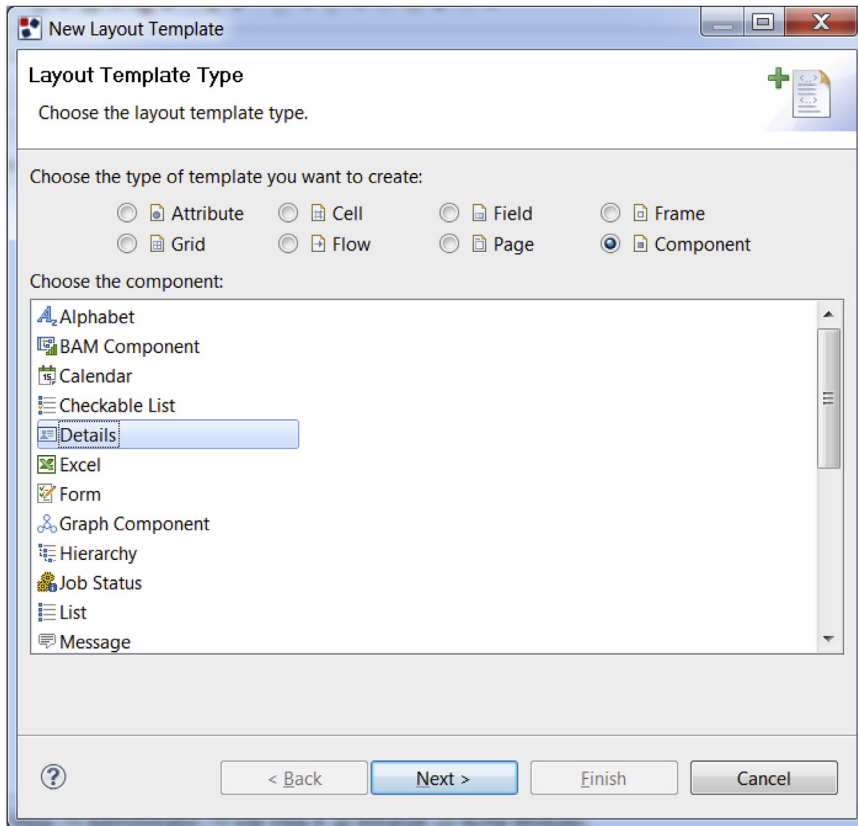 New Layout Template
Layout Template Type
Choose the layout template type.
Choose the type of template you want to create:
Attribute Cell Field Frame
Grid Flow Page Component
Choose the component:
Alphabet
BAM Component
Calendar
Checkable List
Details
Excel
Form
Graph Component
Hierarchy
Job Status
List
Message
< Back Next > Finish Cancel